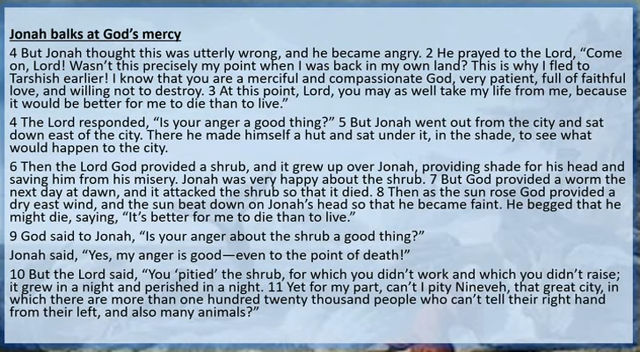 Jonah balks at God's mercy
4 But Jonah thought this was utterly wrong, and he became angry. 2 He prayed to the Lord, "Come
on, Lord! Wasn't this precisely my point when I was back in my own land? This is why I fled to
Tarshish earlier! I know that you are a merciful and compassionate God, very patient, full of faithful
love, and willing not to destroy. 3 At this point, Lord, you may as well take my life from me, because
it would be better for me to die than to live."
4 The Lord responded, "Is your anger a good thing?" 5 But Jonah went out from the city and sat
down east of the city. There he made himself a hut and sat under it, in the shade, to see what
would happen to the city.
6 Then the Lord God provided a shrub, and it grew up over Jonah, providing shade for his head and
saving him from his misery. Jonah was very happy about the shrub. 7 But God provided a worm the
next day at dawn, and it attacked the shrub so that it died. 8 Then as the sun rose God provided a
dry east wind, and the sun beat down on Jonah's head so that he became faint. He begged that he
might die, saying, "It's better for me to die than to live."
9 God said to Jonah, "Is your anger about the shrub a good thing?"
Jonah said, "Yes, my anger is good—even to the point of death!"
10 But the Lord said, "You 'pitied' the shrub, for which you didn't work and which you didn't raise;
it grew in a night and perished in a night. 11 Yet for my part, can't I pity Nineveh, that great city, in
which there are more than one hundred twenty thousand people who can't tell their right hand
from their left, and also many animals?"